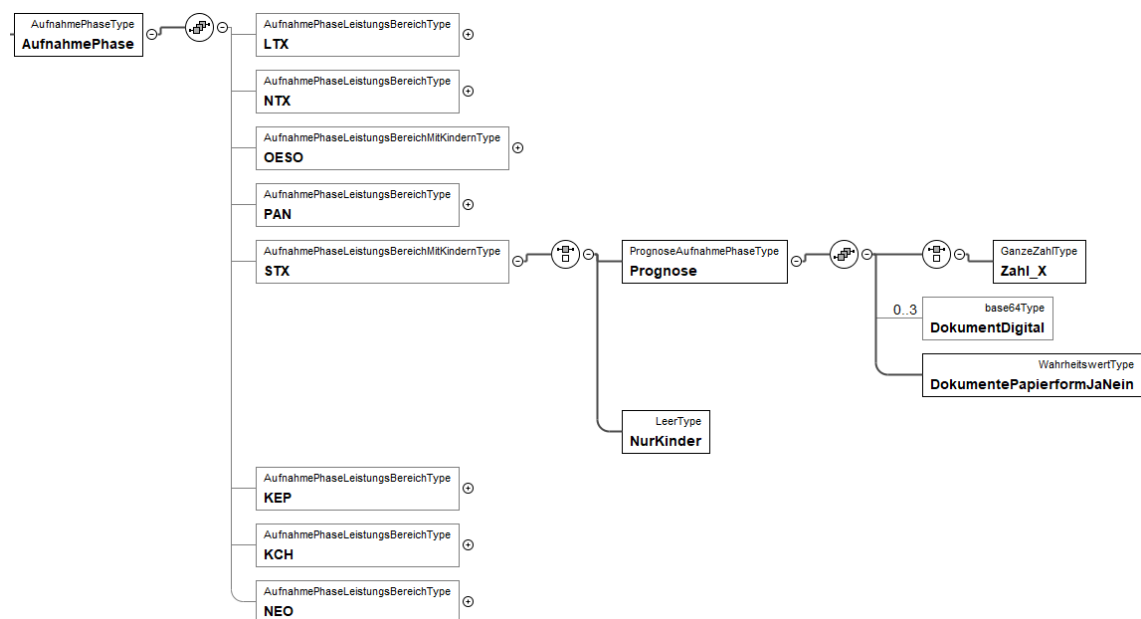 AufnahmePhaseType
AufnahmePhase
AufnahmePhaseLeistungsBereichType
LTX
AufnahmePhaseLeistungsBereichType
NTX
AufnahmePhaseLeistungsBereichMitKindernType
OESO
AufnahmePhaseLeistungsBereichType
PAN
AufnahmePhaseLeistungsBereichMitKindernType
STX
PrognoseAufnahmePhaseType
Prognose
GanzeZahlType
Zahl_X
0..3
base64Type
DokumentDigital
WahrheitswertType
DokumentePapierformJaNein
LeerType
NurKinder
AufnahmePhaseLeistungsBereichType
KEP
AufnahmePhaseLeistungsBereichType
KCH
AufnahmePhaseLeistungsBereichType
NEO